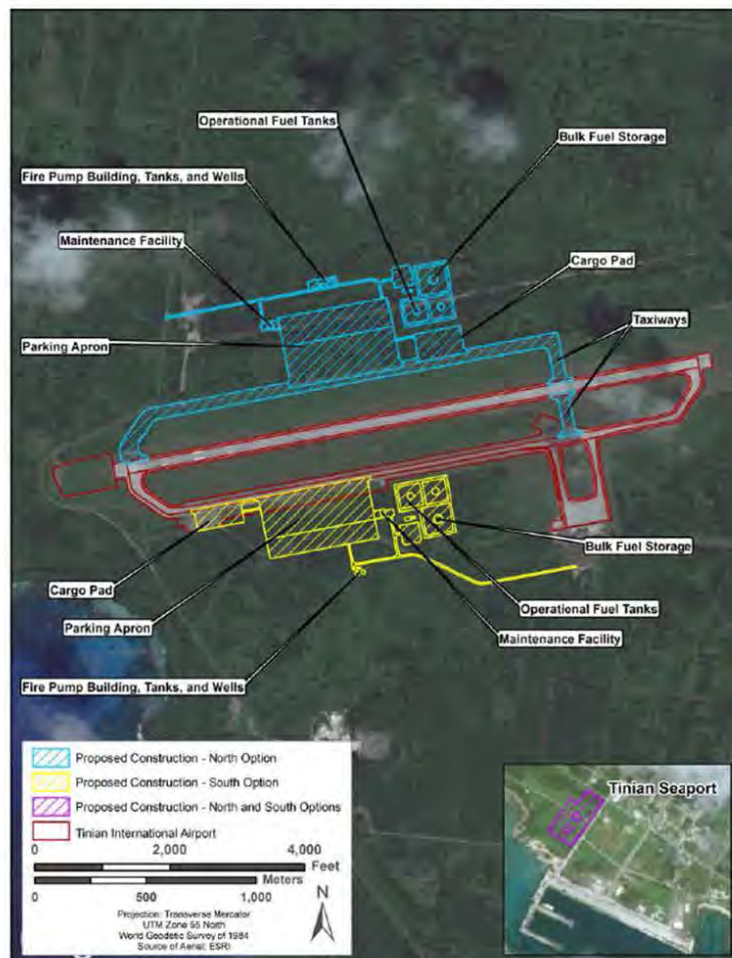 Operational Fuel Tanks
Bulk Fuel Storage
Fire Pump Building, Tanks, and Wells
Maintenance Facility
Cargo Pad
Taxiways
Parking Apron
Bulk Fuel Storage
Cargo Pad
Operational Fuel Tanks
Parking Apron
Maintenance Facility
Fire Pump Building, Tanks, and Wells
Proposed Construction - North Option
Proposed Construction - South Option
Proposed Construction - North and South Options
Tinian International Airport
0 2,000 4,000
Feet
Meters
0 500 1,000
N
Projection: Transverse Mercator
UTM Zone 55 North
World Geodetic Survey of 1984
Source of Aerial: ESRI
Tinian Seaport